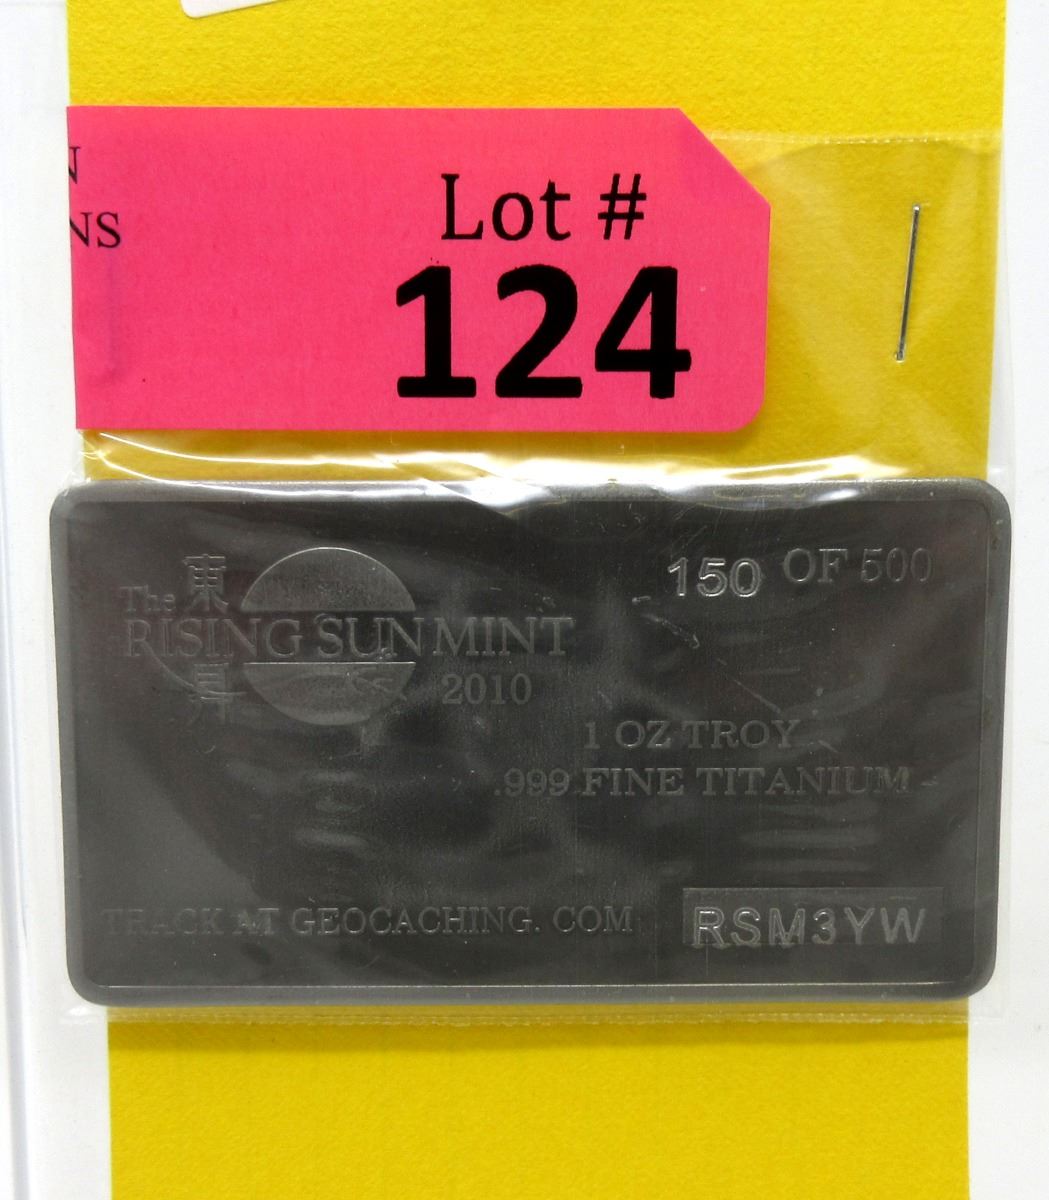 N
NS
Lot #
124
150 OF 500
The 東
RISING SUN MINT
昇 2010
1 OZ TROY
.999 FINE TITANIUM
TRACK AT GEOCACHING. COM
RSM3YW